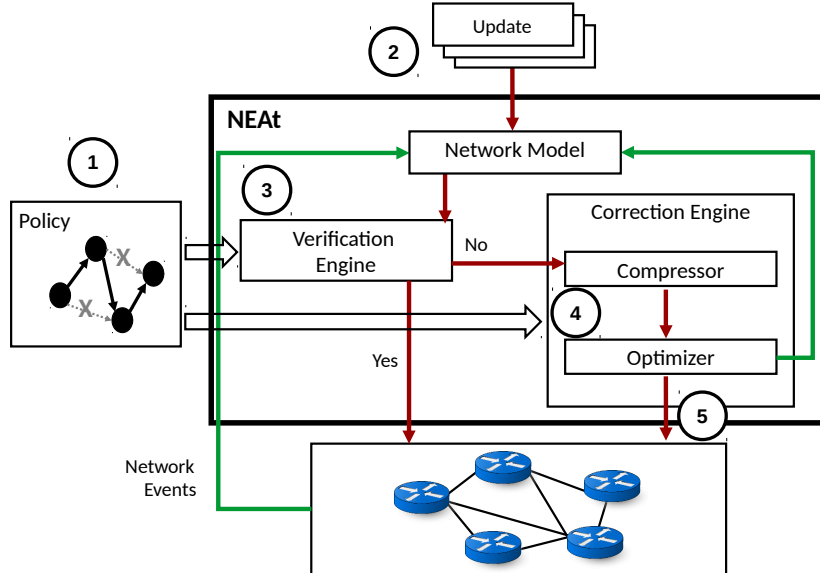 Update
2
NEAt
Network Model
1
3
Policy
X
X
Verification
Engine
No
Correction Engine
Compressor
4
Optimizer
Yes
5
Network
Events